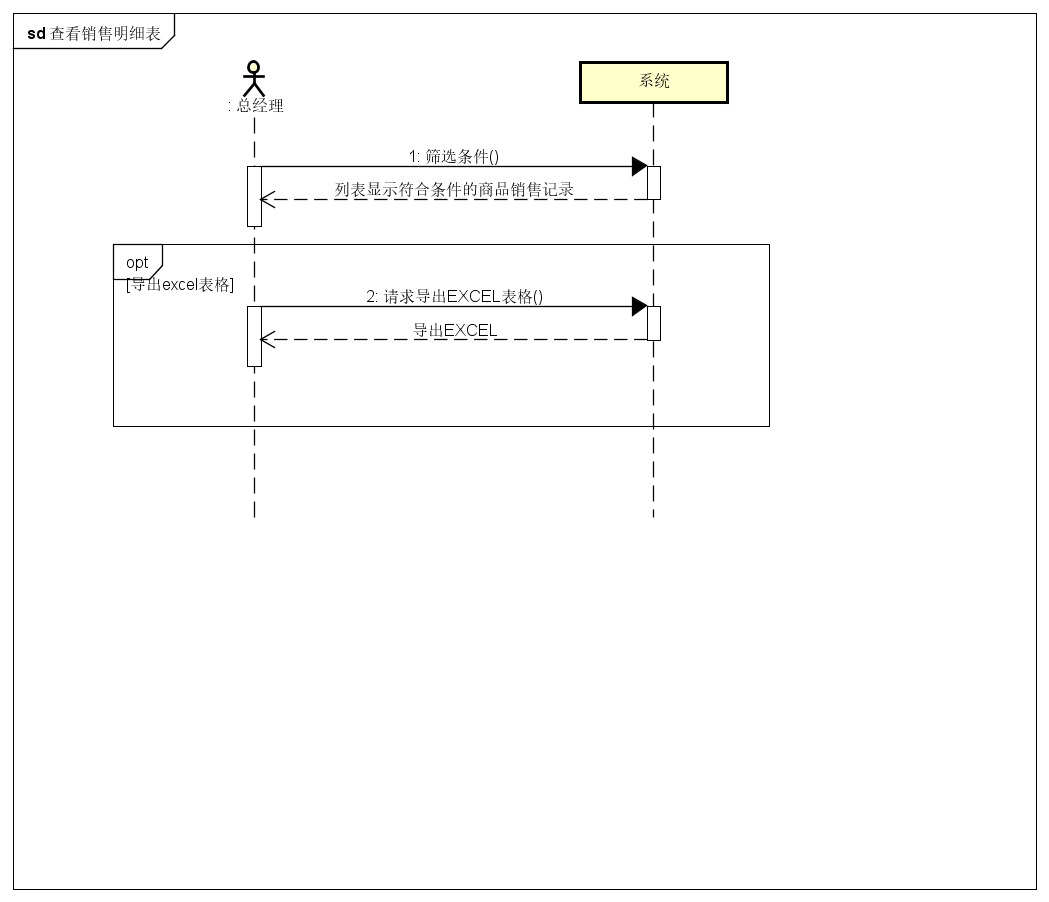 sd 查看销售明细表
: 总经理
系统
1: 筛选条件()
列表显示符合条件的商品销售记录
opt
[导出excel表格]
2: 请求导出EXCEL表格()
导出EXCEL